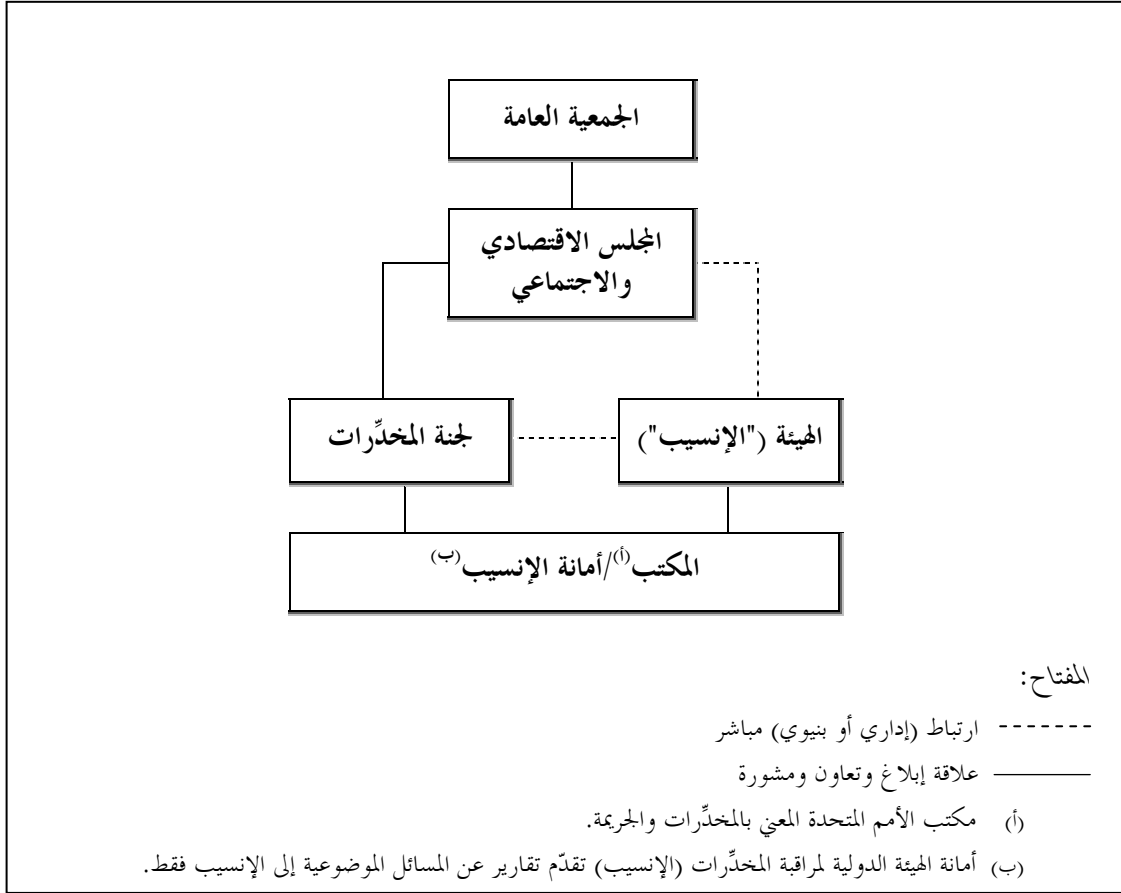 الجمعية العامة
المجلس الاقتصادي
والاجتماعي
الهيئة ("الإنسيب")
لجنة المخدِّرات
المكتب(أ)/أمانة الإنسيب(ب)
المفتاح:
ارتباط (إداري أو بنيوي) مباشر
علاقة إبلاغ وتعاون ومشورة
(أ) مكتب الأمم المتحدة المعني بالمخدِّرات والجريمة.
(ب) أمانة الهيئة الدولية لمراقبة المخدِّرات (الإنسيب) تقدّم تقارير عن المسائل الموضوعية إلى الإنسيب فقط.